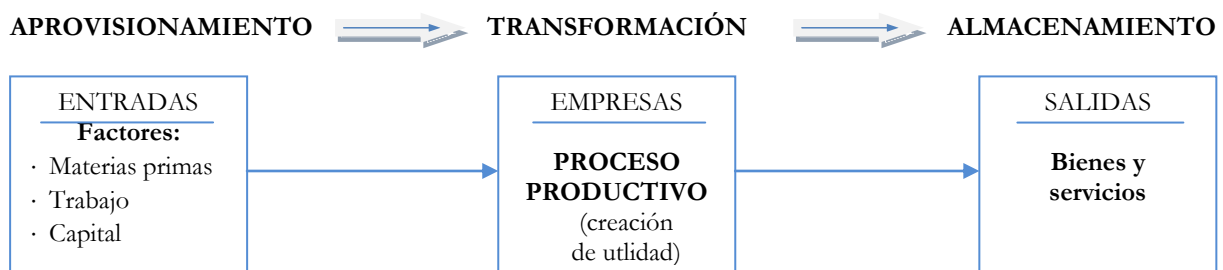 APROVISIONAMIENTO TRANSFORMACIÓN ALMACENAMIENTO
ENTRADAS
Factores:
· Materias primas
· Trabajo
· Capital
EMPRESAS
PROCESO
PRODUCTIVO
(creación
de utlidad)
SALIDAS
Bienes y
servicios